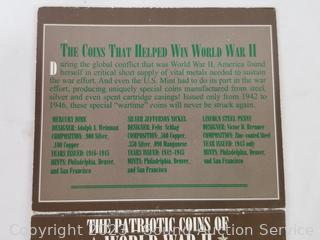 THE COINS THAT HELPED WIN WORLD WAR II
During the global conflict that was World War II, America found
herself in critical short supply of vital metals needed to sustain
the war effort. And even the U.S. Mint had to do its part in the war
effort, producing uniquely special coins manufactured from steel,
silver and even spent cartridge casings! Issued only from 1942 to
1946, these special "wartime" coins will never be struck again.
MERCURY DIME
DESIGNER: Adolph A. Weinman
COMPOSITION: .900 Silver,
.100 Copper
YEARS ISSUED: 1916-1945
MINTS: Philadelphia, Denver,
and San Francisco
SILVER JEFFERSON NICKEL
DESIGNER: Felix Schlag
COMPOSITION: .560 Copper,
.350 Silver, .090 Manganese
YEARS ISSUED: 1942-1945
MINTS: Philadelphia, Denver,
and San Francisco
LINCOLN STEEL PENNY
DESIGNER: Victor D. Brenner
COMPOSITION: Zinc-coated Steel
YEARS ISSUED: 1943 only
MINTS: Philadelphia, Denver,
and San Francisco
THE PATRIOTIC COINS OF
WORLD WAR II